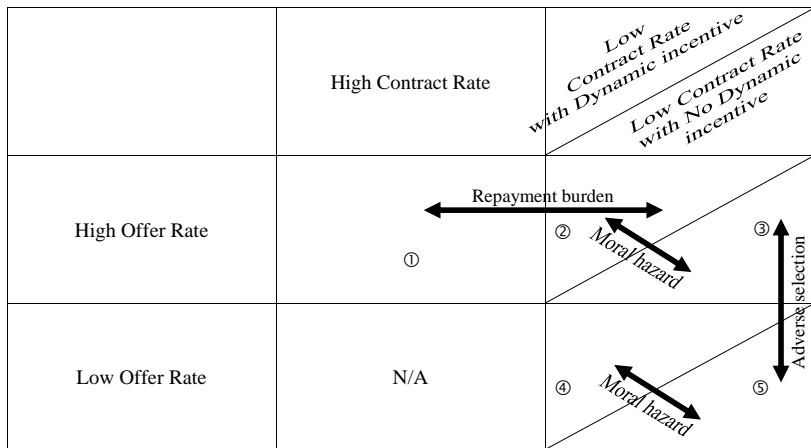 Low
Contract Rate
with Dynamic incentive
High Contract Rate
Low Contract Rate
with No Dynamic
incentive
Repayment burden
High Offer Rate
①
②
Moral hazard
③
Adverse selection
Low Offer Rate
N/A
④
Moral hazard
⑤